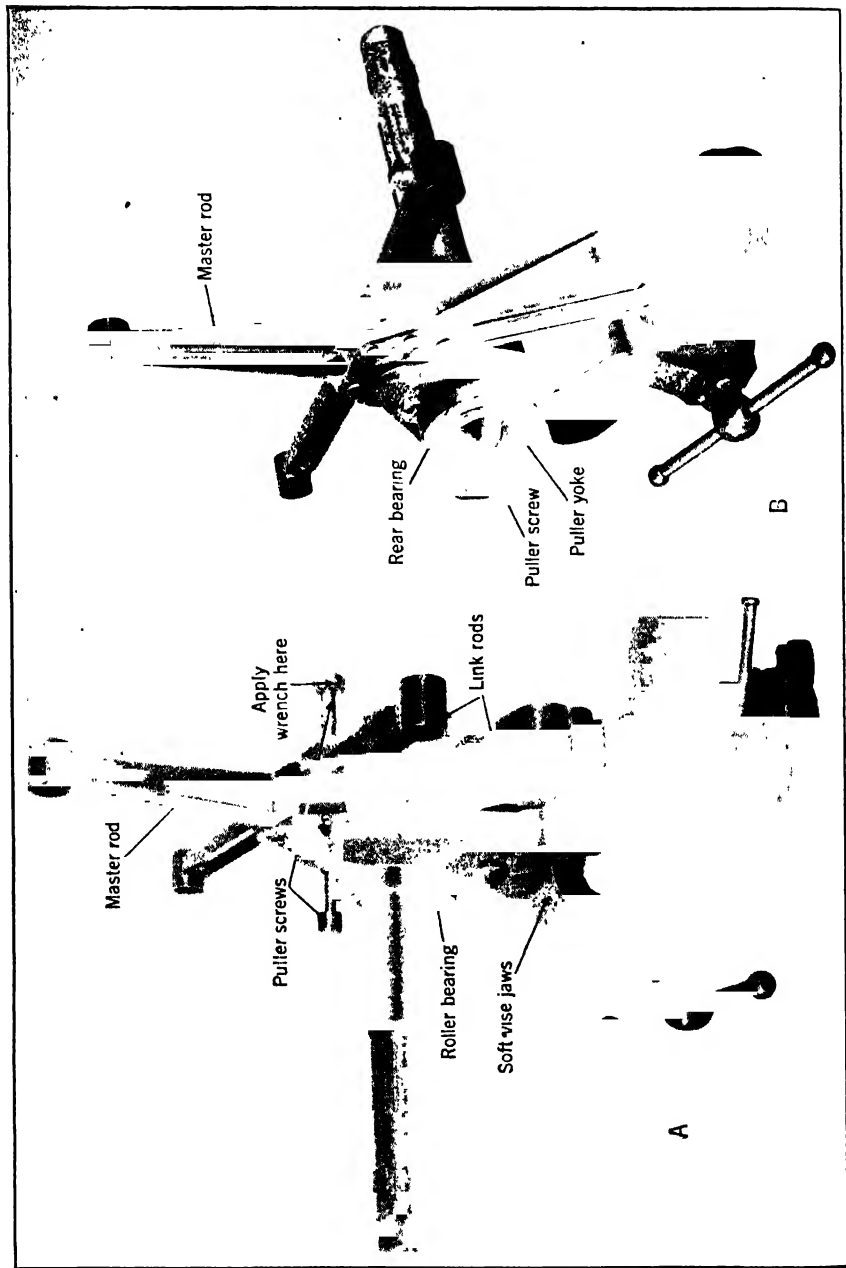 Master rod
Puller screws
Apply
wrench here
Link rods
Roller bearing
Soft vise jaws
A
Master rod
Rear bearing
Puller screw
Puller yoke
B